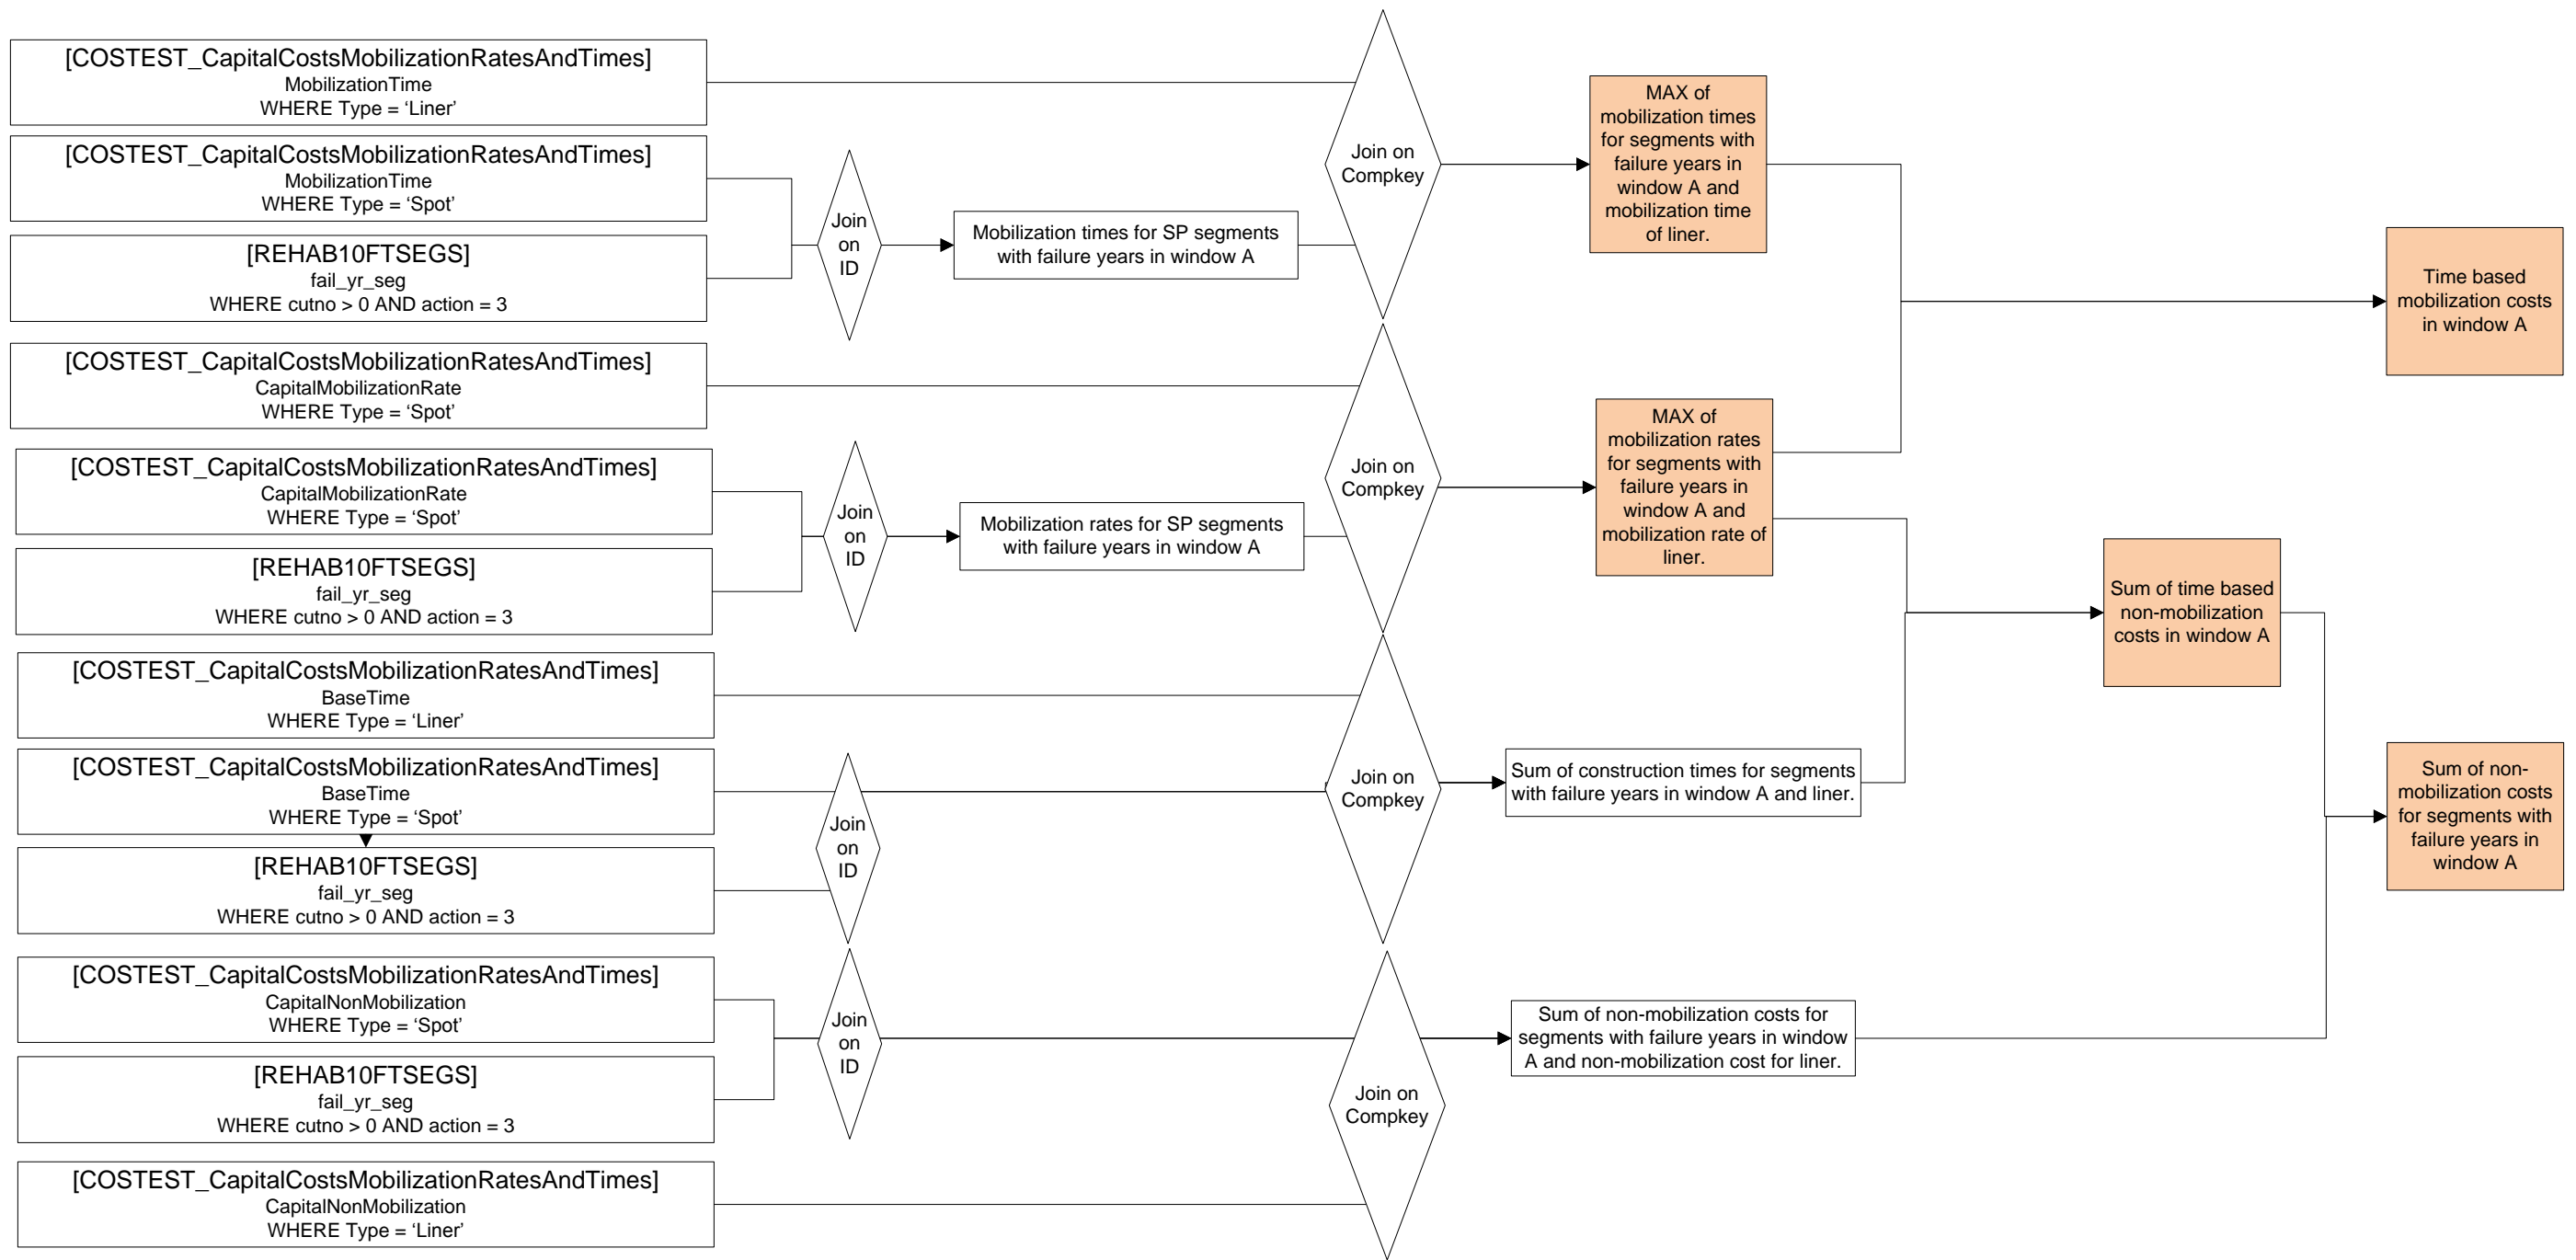 [COSTEST_CapitalCostsMobilizationRatesAndTimes]
MobilizationTime
WHERE Type = ‘Liner’
[COSTEST_CapitalCostsMobilizationRatesAndTimes]
MobilizationTime
WHERE Type = ‘Spot’
[REHAB10FTSEGS]
fail_yr_seg
WHERE cutno > 0 AND action = 3
[COSTEST_CapitalCostsMobilizationRatesAndTimes]
CapitalMobilizationRate
WHERE Type = ‘Spot’
[COSTEST_CapitalCostsMobilizationRatesAndTimes]
CapitalMobilizationRate
WHERE Type = ‘Spot’
[REHAB10FTSEGS]
fail_yr_seg
WHERE cutno > 0 AND action = 3
[COSTEST_CapitalCostsMobilizationRatesAndTimes]
BaseTime
WHERE Type = ‘Liner’
[COSTEST_CapitalCostsMobilizationRatesAndTimes]
BaseTime
WHERE Type = ‘Spot’
[REHAB10FTSEGS]
fail_yr_seg
WHERE cutno > 0 AND action = 3
[COSTEST_CapitalCostsMobilizationRatesAndTimes]
CapitalNonMobilization
WHERE Type = ‘Spot’
[REHAB10FTSEGS]
fail_yr_seg
WHERE cutno > 0 AND action = 3
[COSTEST_CapitalCostsMobilizationRatesAndTimes]
CapitalNonMobilization
WHERE Type = ‘Liner’
Join
on
ID
Join
on
ID
Join
on
ID
Join
on
ID
Mobilization times for SP segments
with failure years in window A
Mobilization rates for SP segments
with failure years in window A
Join on
Compkey
Join on
Compkey
Join on
Compkey
Join on
Compkey
MAX of
mobilization times
for segments with
failure years in
window A and
mobilization time
of liner.
MAX of
mobilization rates
for segments with
failure years in
window A and
mobilization rate of
liner.
Sum of construction times for segments
with failure years in window A and liner.
Sum of non-mobilization costs for
segments with failure years in window
A and non-mobilization cost for liner.
Sum of time based
non-mobilization
costs in window A
Time based
mobilization costs
in window A
Sum of non-
mobilization costs
for segments with
failure years in
window A